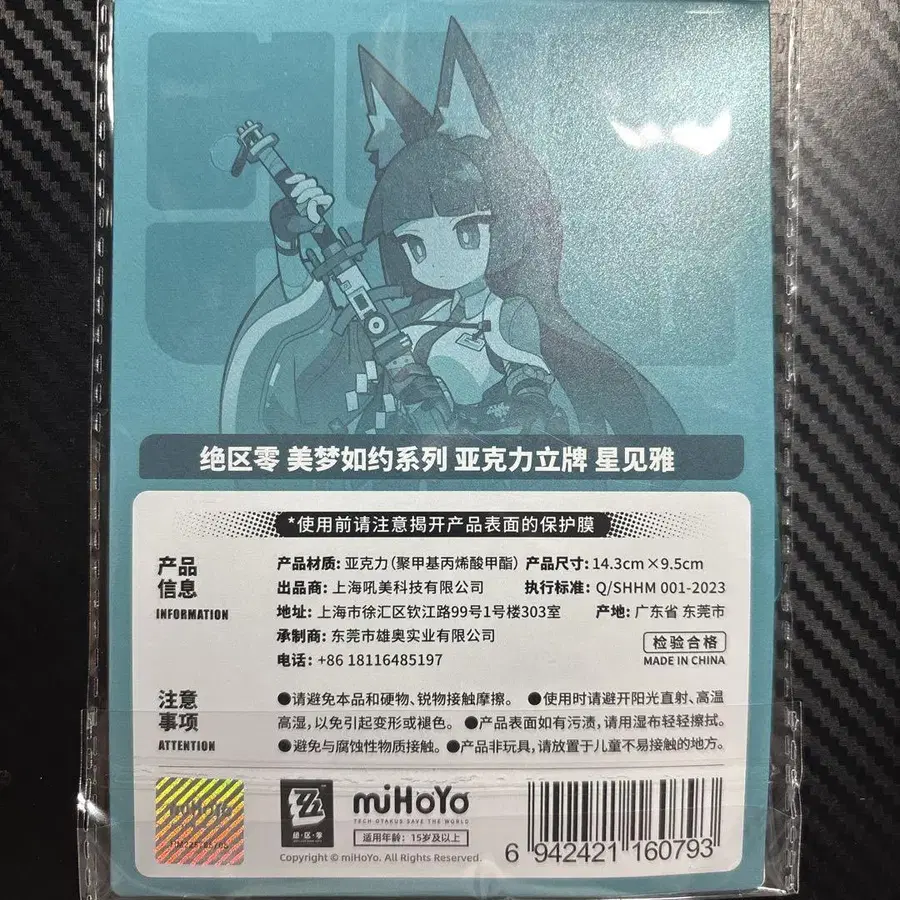 绝区零 美梦如约系列 亚克力立牌 星见雅
*使用前请注意揭开产品表面的保护膜
产品信息
INFORMATION
产品材质: 亚克力(聚甲基丙烯酸甲酯) 产品尺寸: 14.3cm×9.5cm
出品商: 上海吼美科技有限公司 执行标准: Q/SHHM 001-2023
地址: 上海市徐汇区钦江路99号1号楼303室 产地: 广东省 东莞市
承制商: 东莞市雄奥实业有限公司
电话: +86 18116485197
检验合格
MADE IN CHINA
注意事项
ATTENTION
●请避免本品和硬物、锐物接触摩擦。 ●使用时请避开阳光直射、高温
高湿,以免引起变形或褪色。 ●产品表面如有污渍,请用湿布轻轻擦拭。
●避免与腐蚀性物质接触。 ●产品非玩具,请放置于儿童不易接触的地方。
miHoYo
绝·区·零
miHoYo
TECH OTAKUS SAVE THE WORLD
适用年龄: 15岁及以上
Copyright © miHoYo. All Rights Reserved.
6 942421 160793